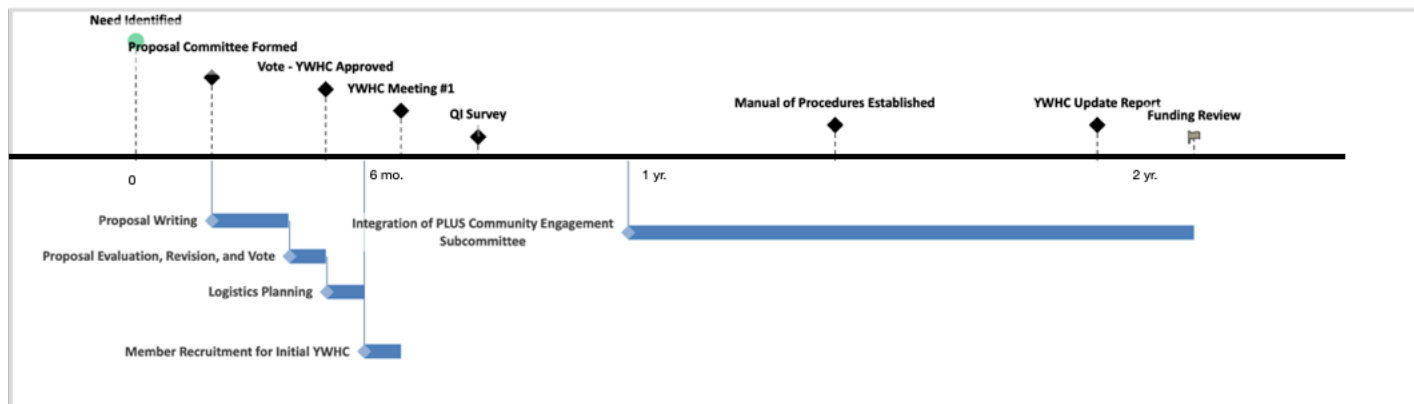 Need Identified
Proposal Committee Formed
Vote - YWHC Approved
YWHC Meeting #1
QI Survey
Manual of Procedures Established
YWHC Update Report
Funding Review
0
6 mo.
1 yr.
2 yr.
Proposal Writing
Integration of PLUS Community Engagement
Subcommittee
Proposal Evaluation, Revision, and Vote
Logistics Planning
Member Recruitment for Initial YWHC